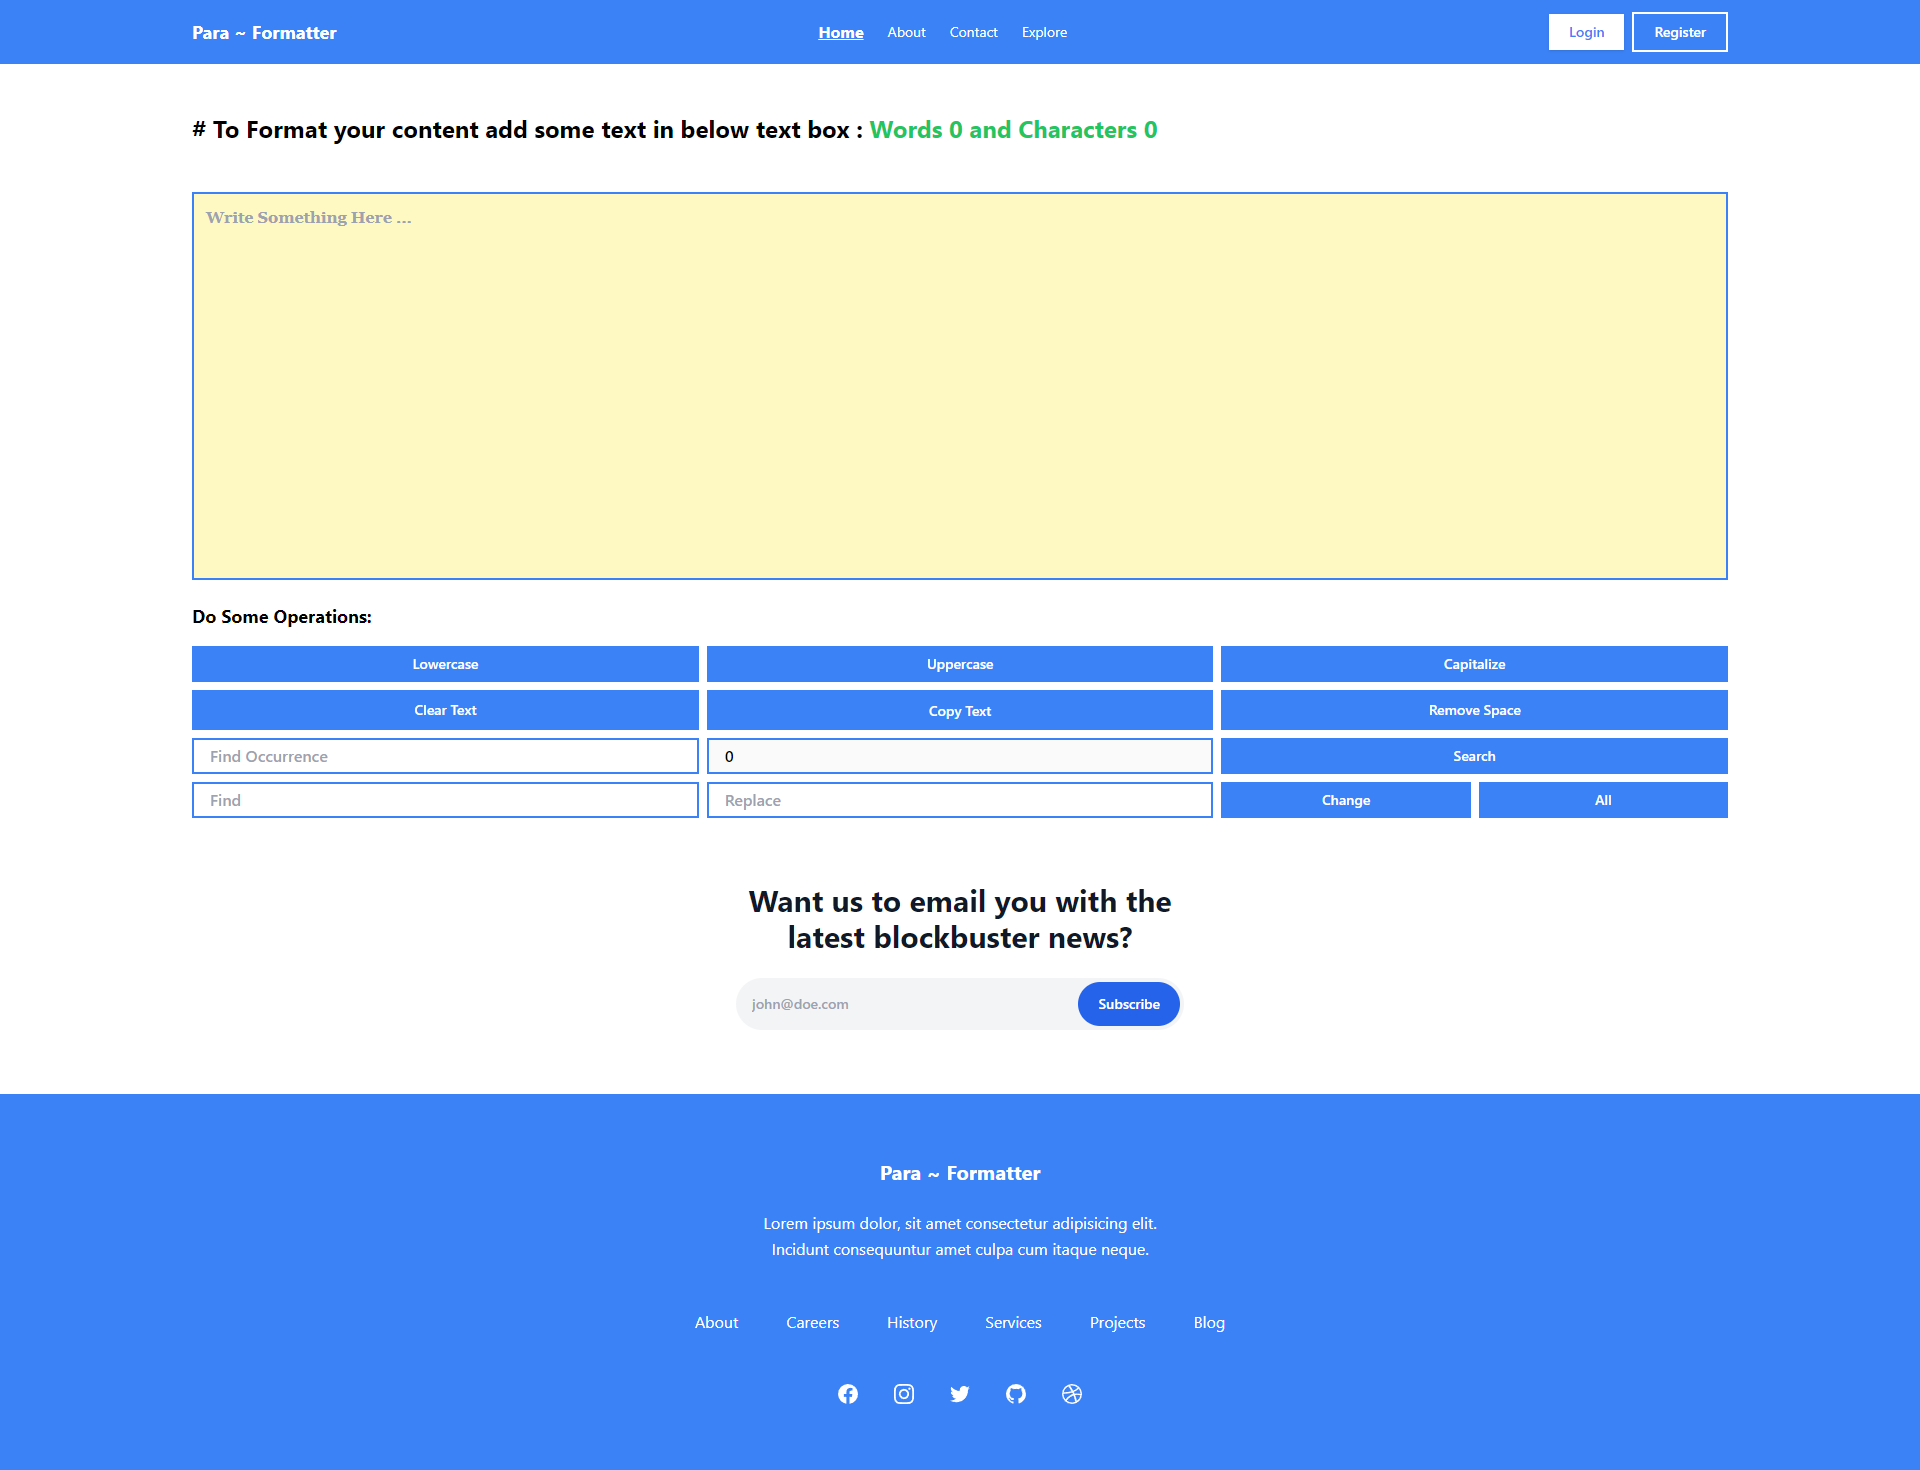 Para ~ Formatter
Home About Contact Explore
Login Register
# To Format your content add some text in below text box : Words 0 and Characters 0
Write Something Here ...
Do Some Operations:
Lowercase Uppercase Capitalize
Clear Text Copy Text Remove Space
Find Occurrence 0 Search
Find Replace Change All
Want us to email you with the
latest blockbuster news?
john@doe.com Subscribe
Para ~ Formatter
Lorem ipsum dolor, sit amet consectetur adipisicing elit.
Incidunt consequuntur amet culpa cum itaque neque.
About Careers History Services Projects Blog